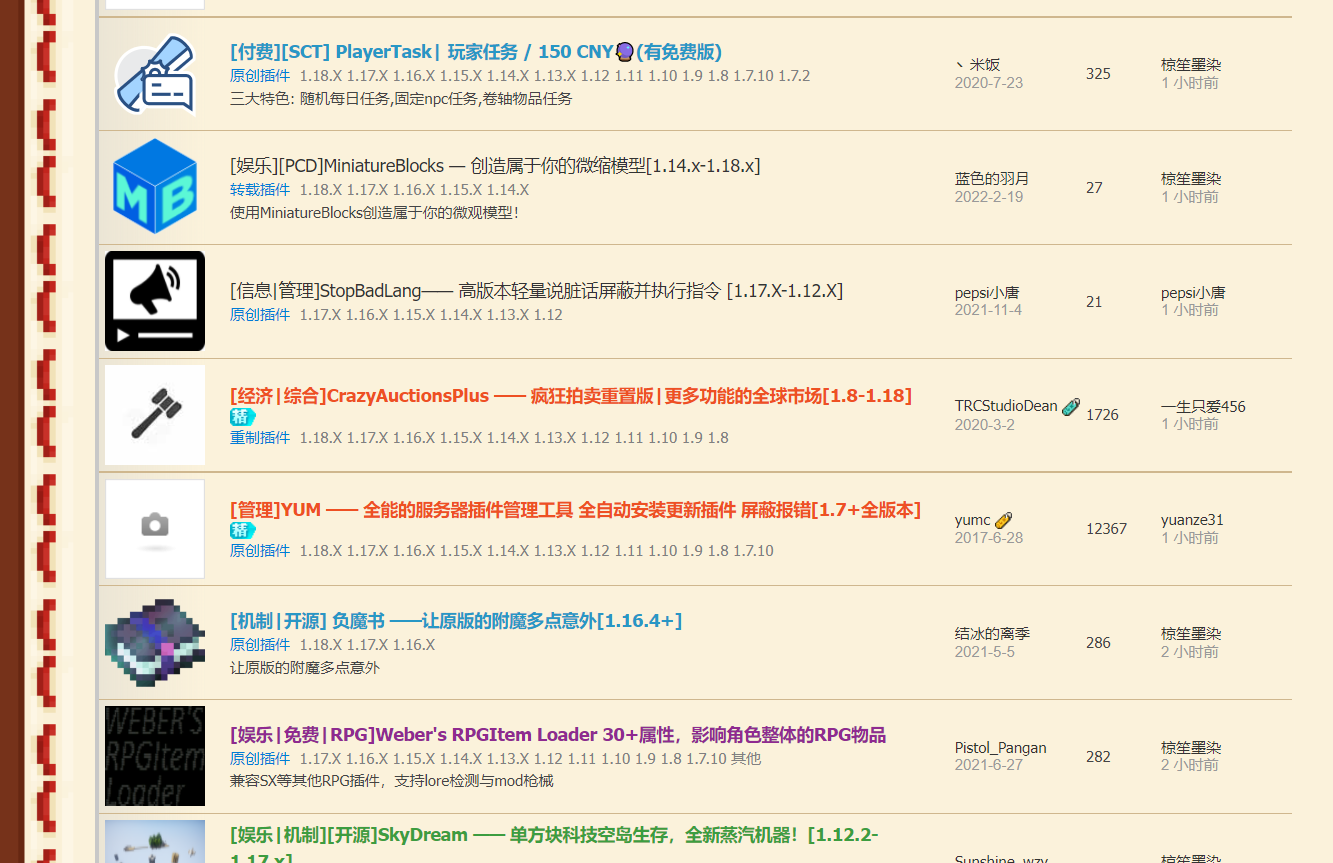 [付费][SCT] PlayerTask| 玩家任务 / 150 CNY🔮(有免费版)
原创插件 1.18.X 1.17.X 1.16.X 1.15.X 1.14.X 1.13.X 1.12 1.11 1.10 1.9 1.8 1.7.10 1.7.2
三大特色: 随机每日任务,固定npc任务,卷轴物品任务
丶米饭
2020-7-23
325
椋笙墨染
1 小时前
MB
[娱乐][PCD]MiniatureBlocks — 创造属于你的微缩模型[1.14.x-1.18.x]
转载插件 1.18.X 1.17.X 1.16.X 1.15.X 1.14.X
使用MiniatureBlocks创造属于你的微观模型！
蓝色的羽月
2022-2-19
27
椋笙墨染
1 小时前
[信息|管理]StopBadLang—— 高版本轻量说脏话屏蔽并执行指令 [1.17.X-1.12.X]
原创插件 1.17.X 1.16.X 1.15.X 1.14.X 1.13.X 1.12
pepsi小唐
2021-11-4
21
pepsi小唐
1 小时前
[经济|综合]CrazyAuctionsPlus —— 疯狂拍卖重置版|更多功能的全球市场[1.8-1.18]
精
重制插件 1.18.X 1.17.X 1.16.X 1.15.X 1.14.X 1.13.X 1.12 1.11 1.10 1.9 1.8
TRCStudioDean
2020-3-2
1726
一生只爱456
1 小时前
[管理]YUM —— 全能的服务器插件管理工具 全自动安装更新插件 屏蔽报错[1.7+全版本]
精
原创插件 1.18.X 1.17.X 1.16.X 1.15.X 1.14.X 1.13.X 1.12 1.11 1.10 1.9 1.8 1.7.10
yumc
2017-6-28
12367
yuanze31
1 小时前
[机制|开源] 负魔书 ——让原版的附魔多点意外[1.16.4+]
原创插件 1.18.X 1.17.X 1.16.X
让原版的附魔多点意外
结冰的离季
2021-5-5
286
椋笙墨染
2 小时前
WEBER'S
RPGItem
Loader
[娱乐|免费|RPG]Weber's RPGItem Loader 30+属性，影响角色整体的RPG物品
原创插件 1.17.X 1.16.X 1.15.X 1.14.X 1.13.X 1.12 1.11 1.10 1.9 1.8 1.7.10 其他
兼容SX等其他RPG插件，支持lore检测与mod枪械
Pistol_Pangan
2021-6-27
282
椋笙墨染
2 小时前
[娱乐|机制][开源]SkyDream —— 单方块科技空岛生存，全新蒸汽机器！[1.12.2-
1.17.x]
Sunshine_wzy
椋笙墨染